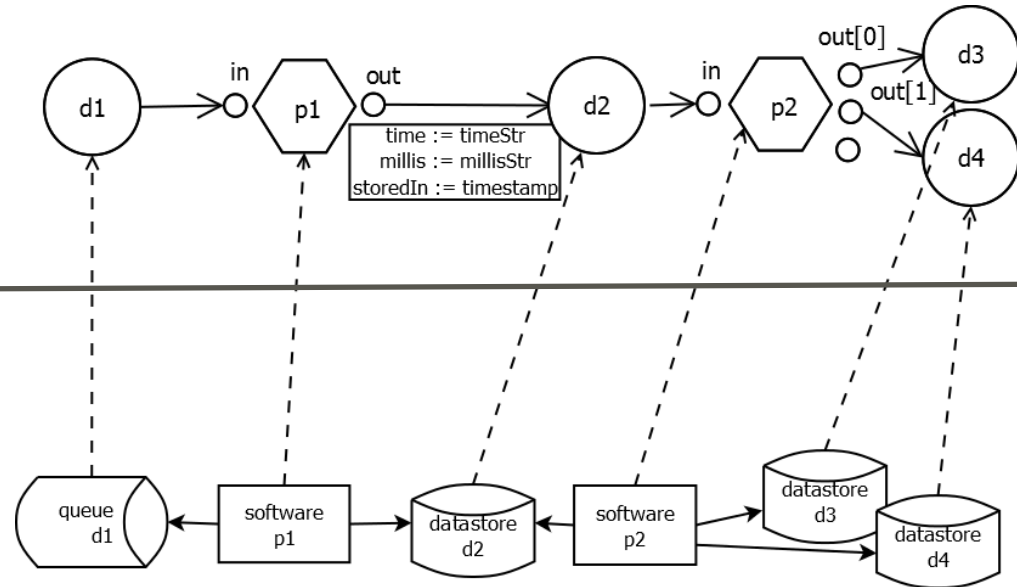 out[0]
d3
in
out
in
d1
p1
d2
p2
out[1]
time := timeStr
millis := millisStr
storedIn := timestamp
d4
queue
d1
software
p1
datastore
d2
software
p2
datastore
d3
datastore
d4